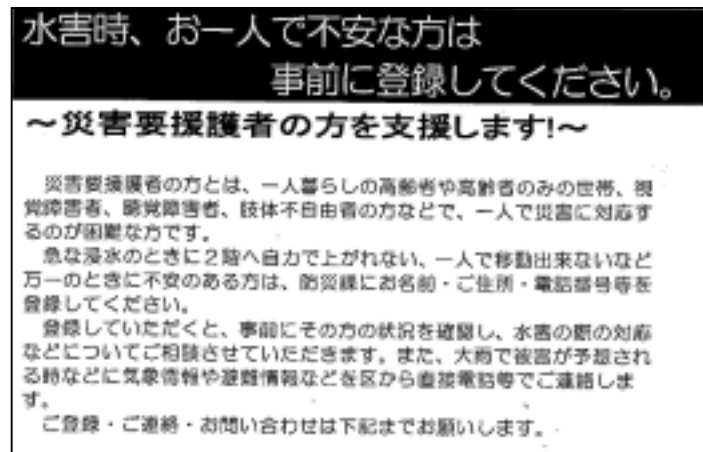 水害時、お一人で不安な方は
事前に登録してください。
～災害要援護者の方を支援します!～
災害要援護者の方とは、一人暮らしの高齢者や高齢者のみの世帯、視
覚障害者、聴覚障害者、肢体不自由者の方などで、一人で災害に対応す
るのが困難な方です。
急な浸水のときに２階へ自力で上がれない、一人で移動出来ないなど
万一のときに不安のある方は、防災課にお名前・ご住所・電話番号等を
登録してください。
登録していただくと、事前にその方の状況を確認し、水害の際の対応
などについてご相談させていただきます。また、大雨で被害が予想され
る時などに気象情報や避難情報などを区から直接電話等でご連絡しま
す。
ご登録・ご連絡・お問い合わせは下記までお願いします。